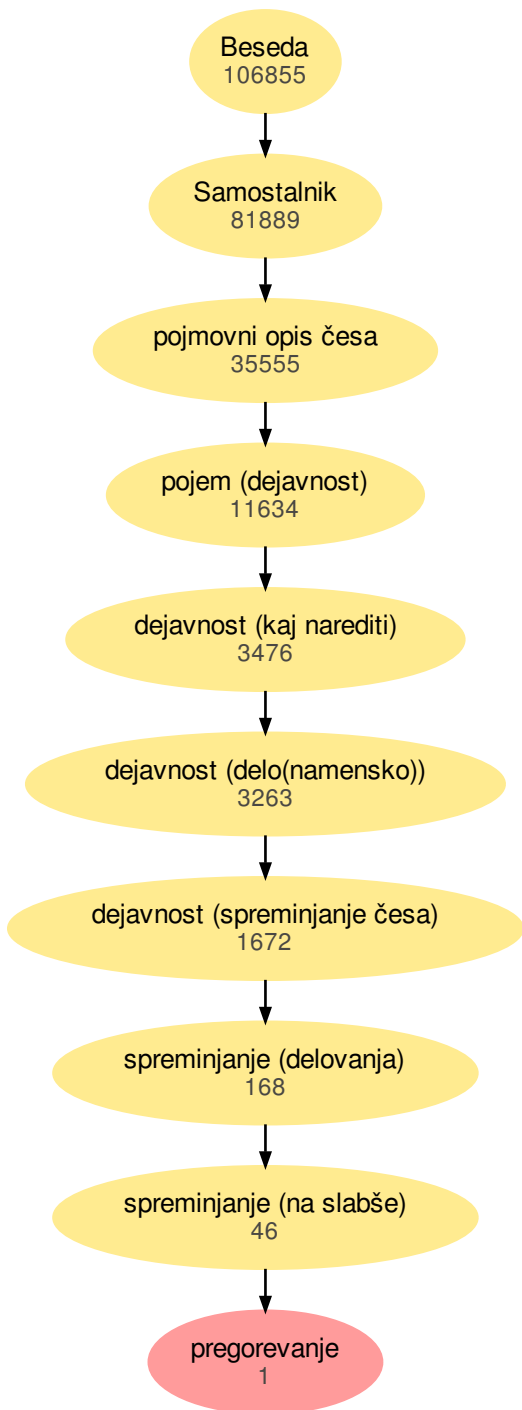 Beseda
106855
Samostalnik
81889
pojmovni opis česa
35555
pojem (dejavnost)
11634
dejavnost (kaj narediti)
3476
dejavnost (delo(namensko))
3263
dejavnost (spreminjanje česa)
1672
spreminjanje (delovanja)
168
spreminjanje (na slabše)
46
pregorevanje
1